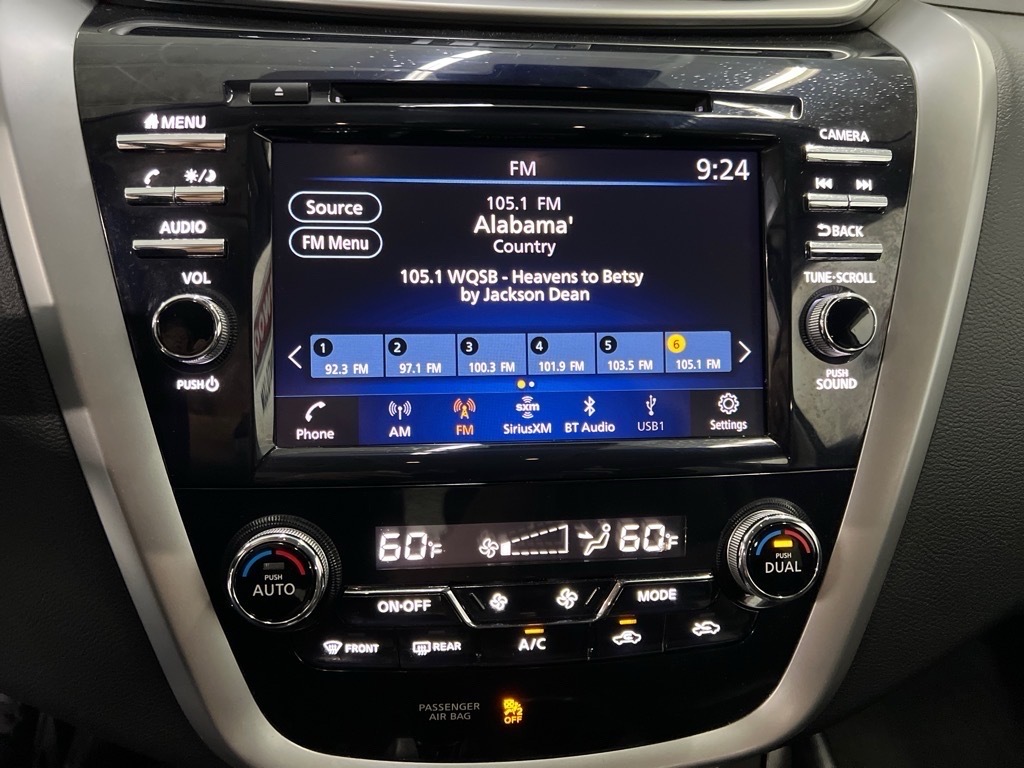 MENU
AUDIO
VOL
PUSH
FM
9:24
Source
FM Menu
105.1 FM
Alabama'
Country
105.1 WQSB - Heavens to Betsy
by Jackson Dean
1 2 3 4 5 6
92.3 FM 97.1 FM 100.3 FM 101.9 FM 103.5 FM 105.1 FM
Phone
AM
FM
sxm
SiriusXM
BT Audio
USB1
Settings
CAMERA
BACK
TUNE·SCROLL
PUSH
SOUND
60°F
60°F
PUSH
AUTO
PUSH
DUAL
ON·OFF
MODE
FRONT
REAR
A/C
PASSENGER
AIR BAG
2
OFF